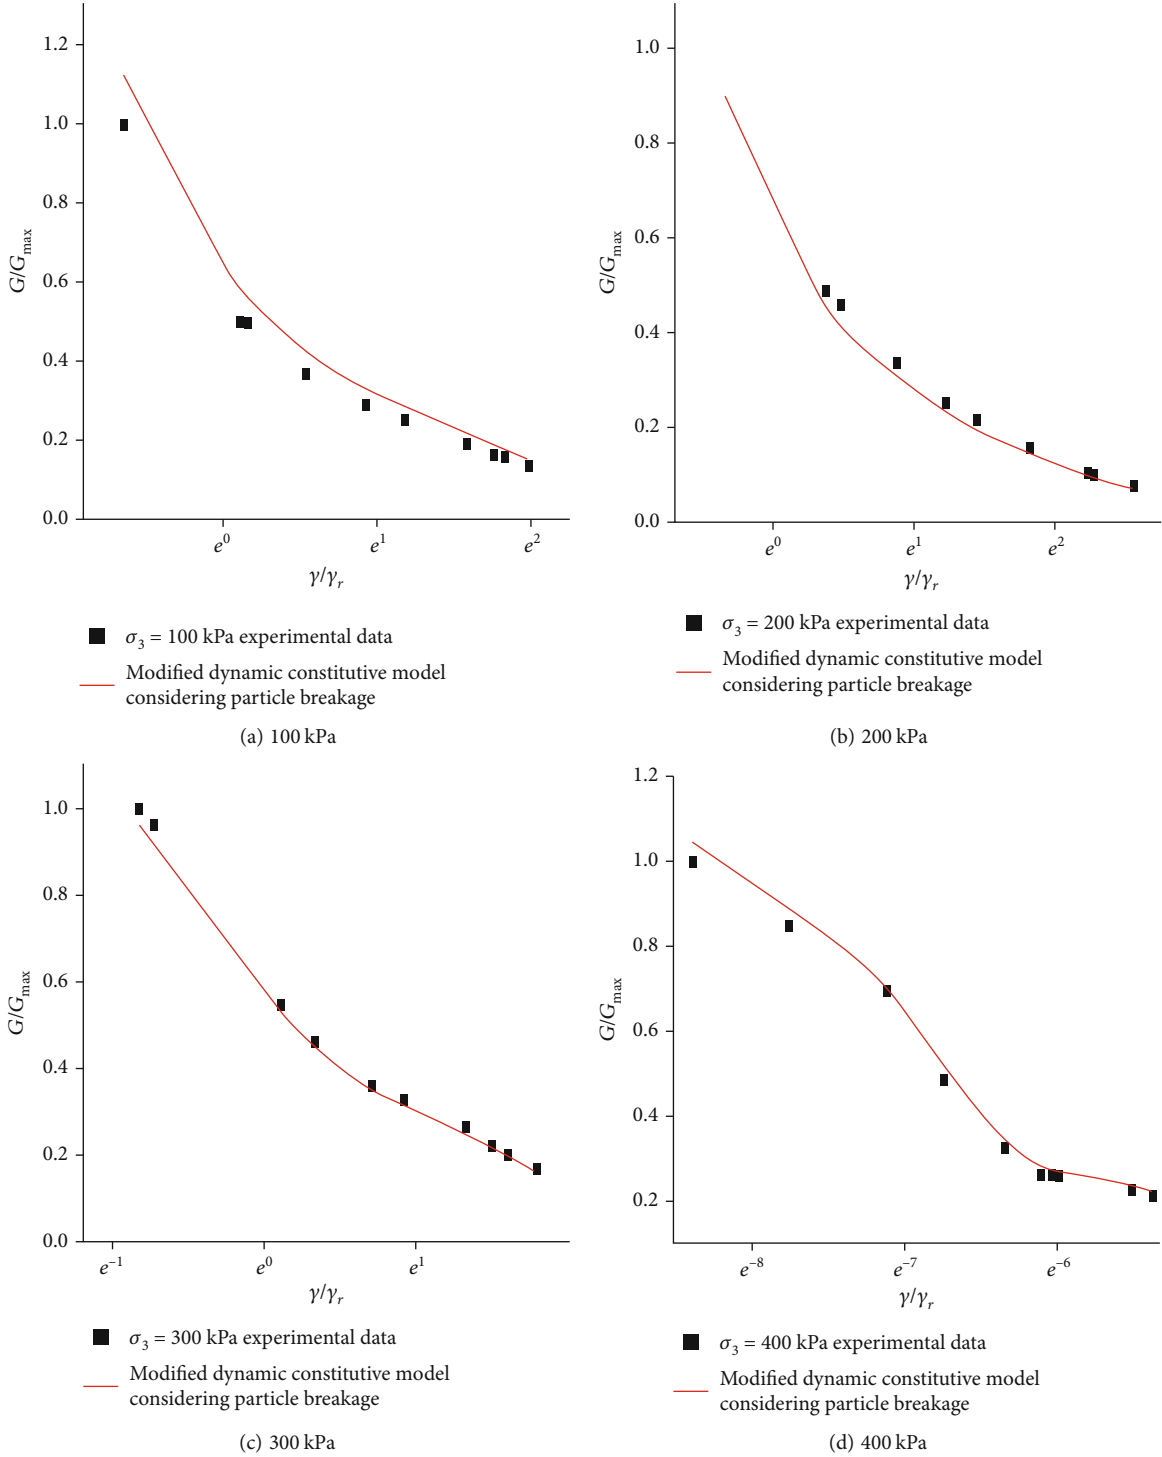 1.2
1.0
0.8
0.6
0.4
0.2
0.0
G/Gmax
e⁰ e¹ e²
γ/γr
σ3 = 100 kPa experimental data
Modified dynamic constitutive model
considering particle breakage
(a) 100 kPa
1.0
0.8
0.6
0.4
0.2
0.0
G/Gmax
e⁰ e¹ e²
γ/γr
σ3 = 200 kPa experimental data
Modified dynamic constitutive model
considering particle breakage
(b) 200 kPa
1.0
0.8
0.6
0.4
0.2
0.0
G/Gmax
e⁻¹ e⁰ e¹
γ/γr
σ3 = 300 kPa experimental data
Modified dynamic constitutive model
considering particle breakage
(c) 300 kPa
1.2
1.0
0.8
0.6
0.4
0.2
G/Gmax
e⁻⁸ e⁻⁷ e⁻⁶
γ/γr
σ3 = 400 kPa experimental data
Modified dynamic constitutive model
considering particle breakage
(d) 400 kPa